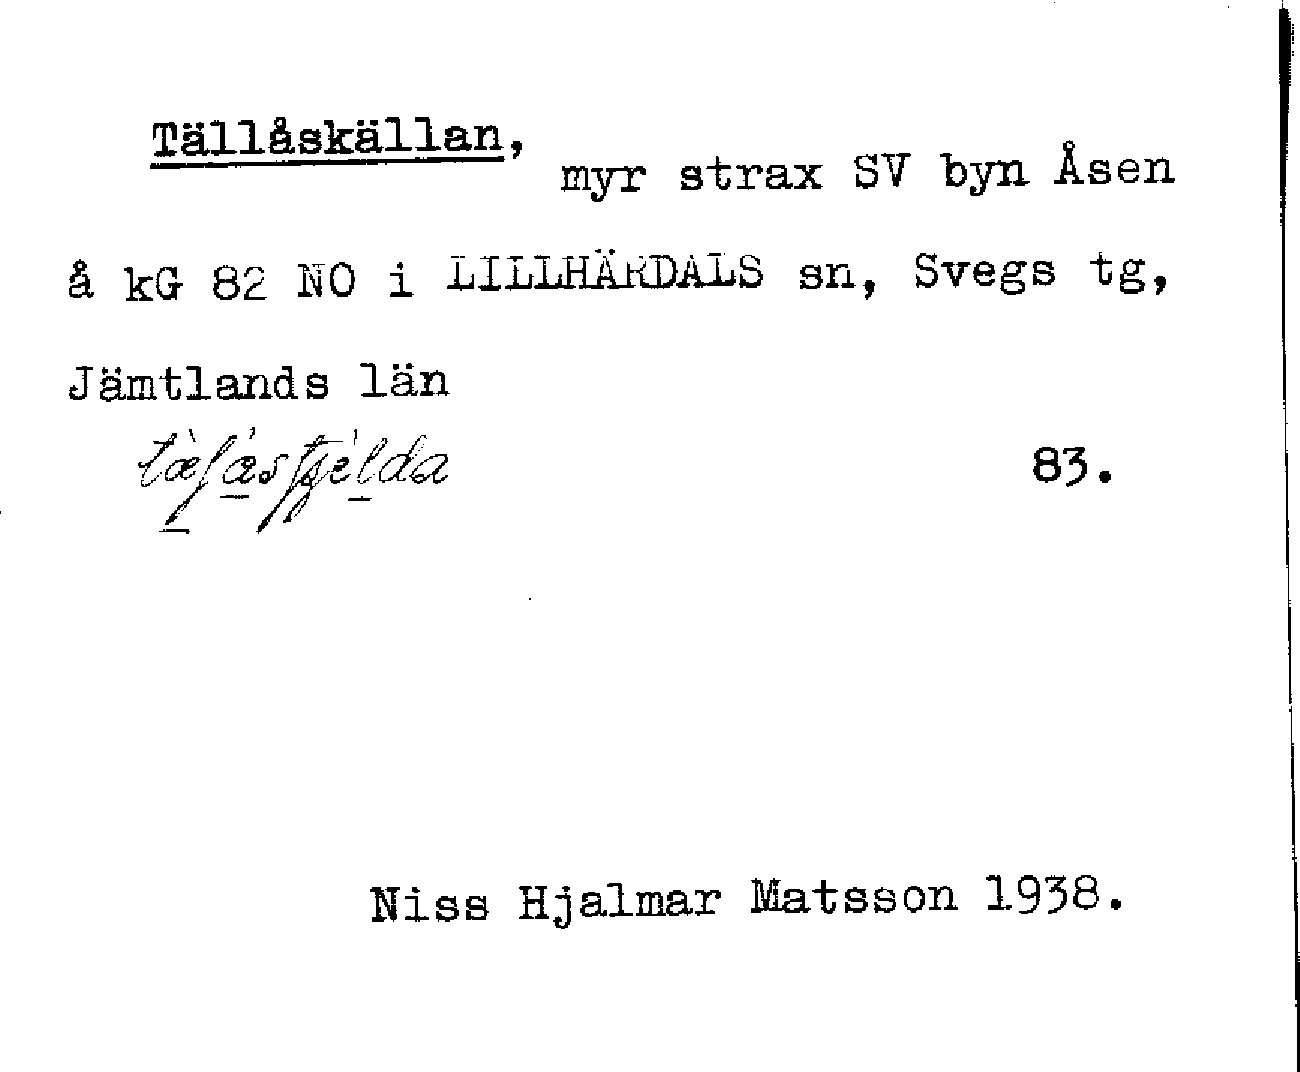 Tällåskällan,
myr strax SV byn Åsen
å kG 82 NO i LILLHÄRDALS sn, Svegs tg,
Jämtlands län
83.
Niss Hjalmar Matsson 1938.